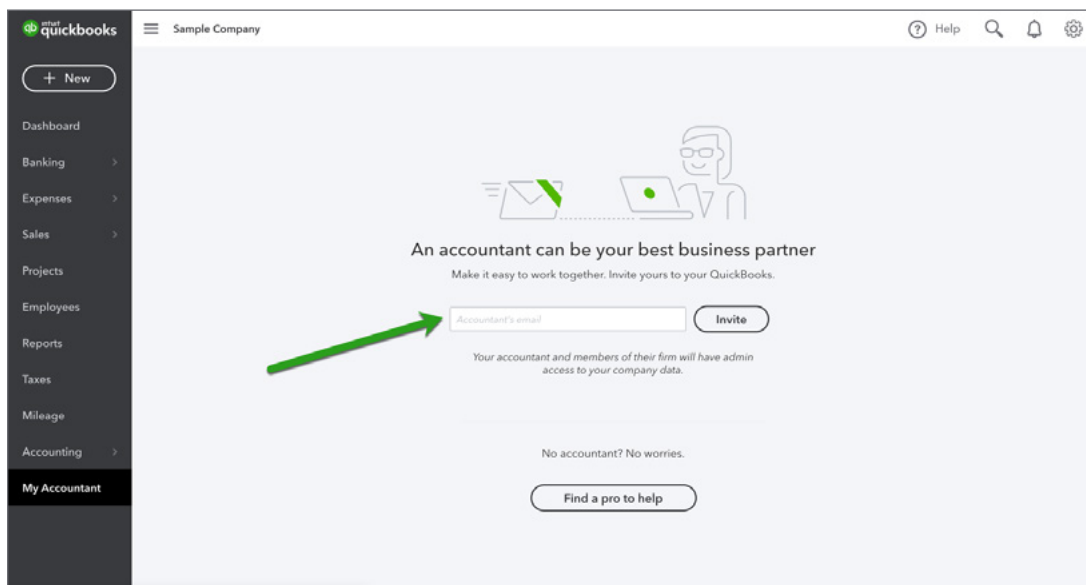 qb intuit quickbooks
Sample Company
Help
+ New
Dashboard
Banking
Expenses
Sales
Projects
Employees
Reports
Taxes
Mileage
Accounting
My Accountant
An accountant can be your best business partner
Make it easy to work together. Invite yours to your QuickBooks.
Accountant's email
Invite
Your accountant and members of their firm will have admin
access to your company data.
No accountant? No worries.
Find a pro to help